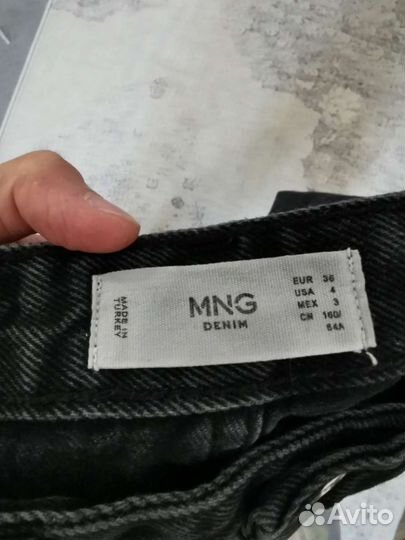 MADE IN
TURKEY
MNG
DENIM
EUR 36
USA 4
MEX 3
CN 160/
64A
Avito